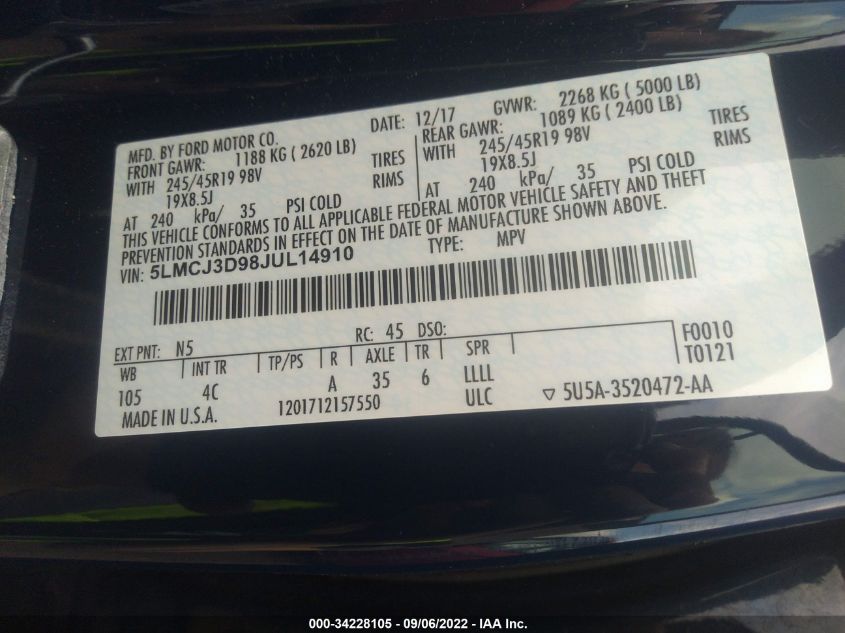 MFD. BY FORD MOTOR CO. DATE: 12/17 GVWR: 2268 KG ( 5000 LB)
FRONT GAWR: 1188 KG ( 2620 LB) REAR GAWR: 1089 KG ( 2400 LB)
WITH 245/45R19 98V TIRES WITH 245/45R19 98V TIRES
19X8.5J RIMS 19X8.5J RIMS
AT 240 kPa/ 35 PSI COLD AT 240 kPa/ 35 PSI COLD
THIS VEHICLE CONFORMS TO ALL APPLICABLE FEDERAL MOTOR VEHICLE SAFETY AND THEFT
PREVENTION STANDARDS IN EFFECT ON THE DATE OF MANUFACTURE SHOWN ABOVE.
VIN: 5LMCJ3D98JUL14910 TYPE: MPV
EXT PNT: N5 RC: 45 DSO: F0010
WB INT TR TP/PS R AXLE TR SPR T0121
105 4C A 35 6 LLLL
ULC ▽ 5U5A-3520472-AA
MADE IN U.S.A. 1201712157550
000-34228105 - 09/06/2022 - IAA Inc.